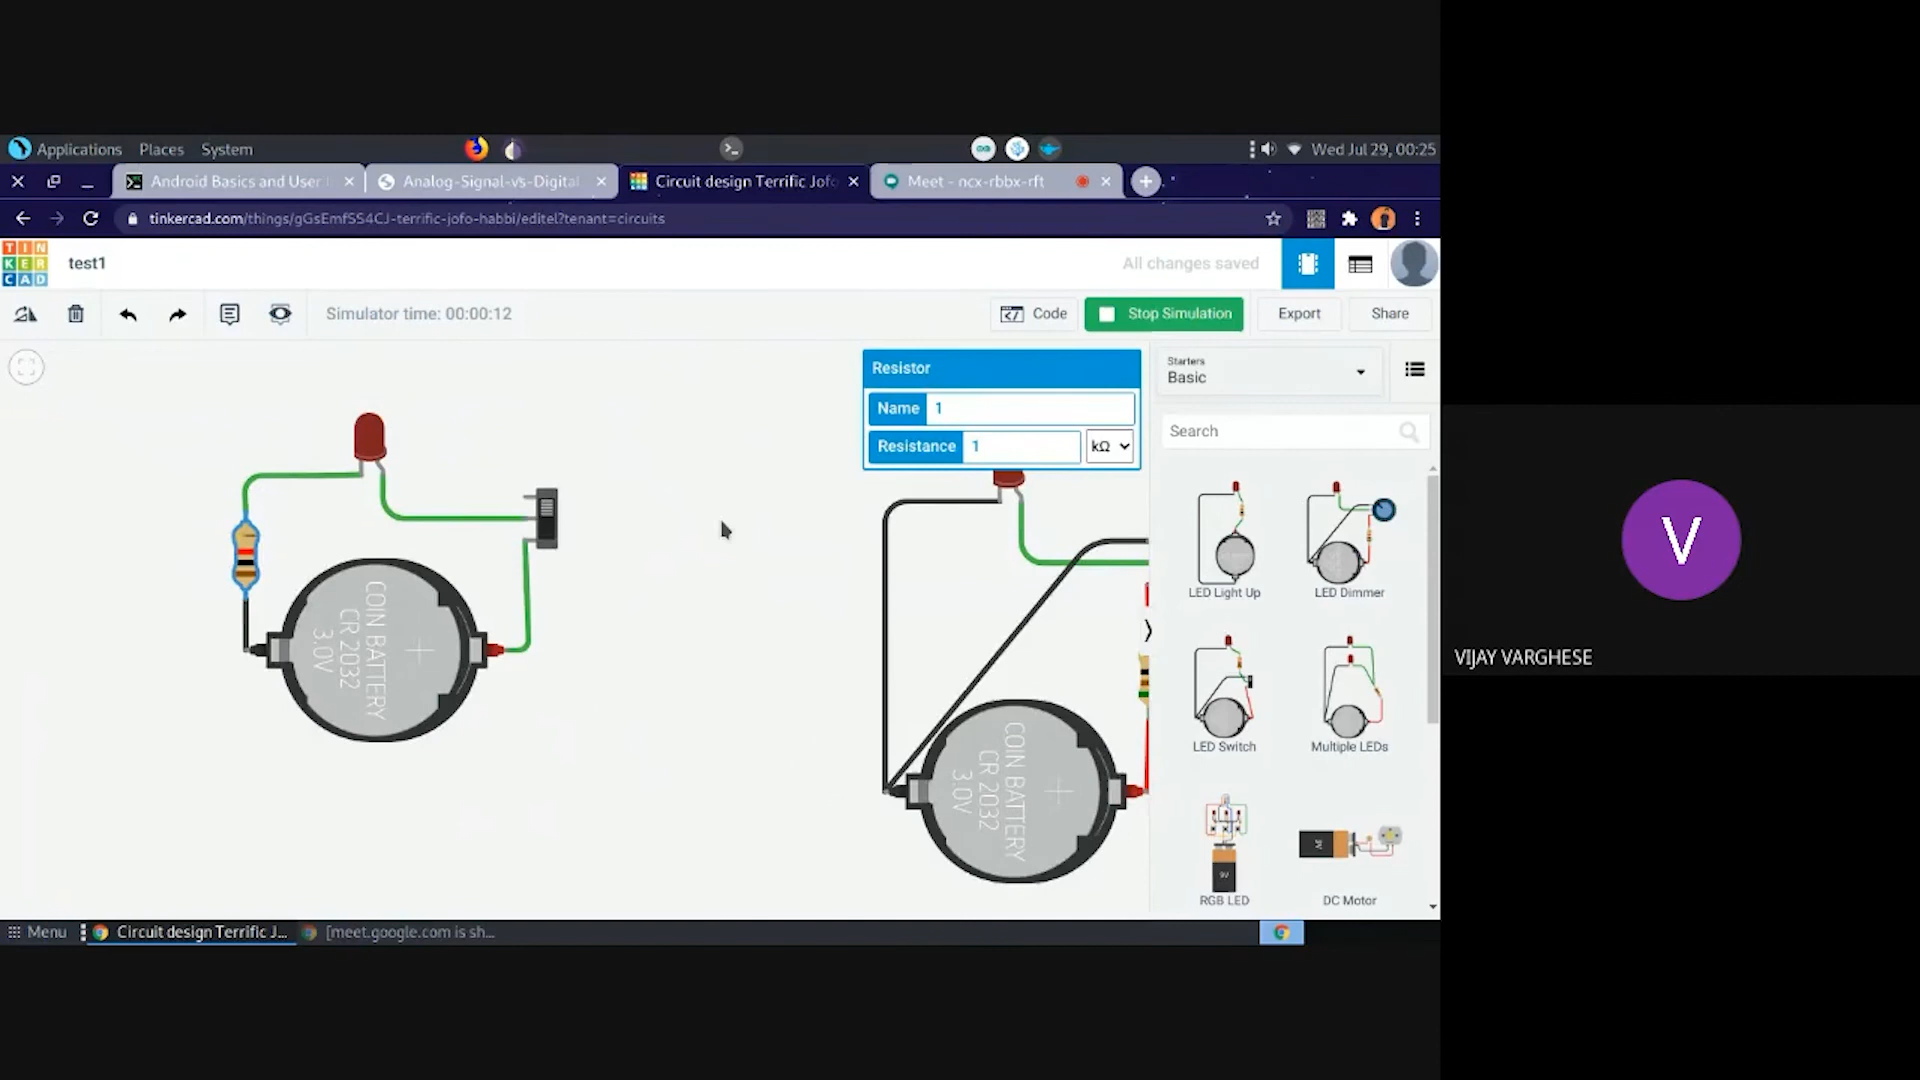 Applications Places System
Wed Jul 29, 00:25
Android Basics and User
Analog-Signal-vs-Digital
Circuit design Terrific Jofo
Meet - ncx-rbbx-rft
tinkercad.com/things/gGsEmfSS4CJ-terrific-jofo-habbi/editel?tenant=circuits
TIN
KER
CAD
test1
All changes saved
Simulator time: 00:00:12
Code
Stop Simulation
Export
Share
Resistor
Name 1
Resistance 1 kΩ
Starters
Basic
Search
COIN BATTERY
CR 2032
3.0V
COIN BATTERY
CR 2032
3.0V
LED Light Up
LED Dimmer
LED Switch
Multiple LEDs
9V
RGB LED
DC Motor
V
VIJAY VARGHESE
Menu
Circuit design Terrific J...
[meet.google.com is sh...